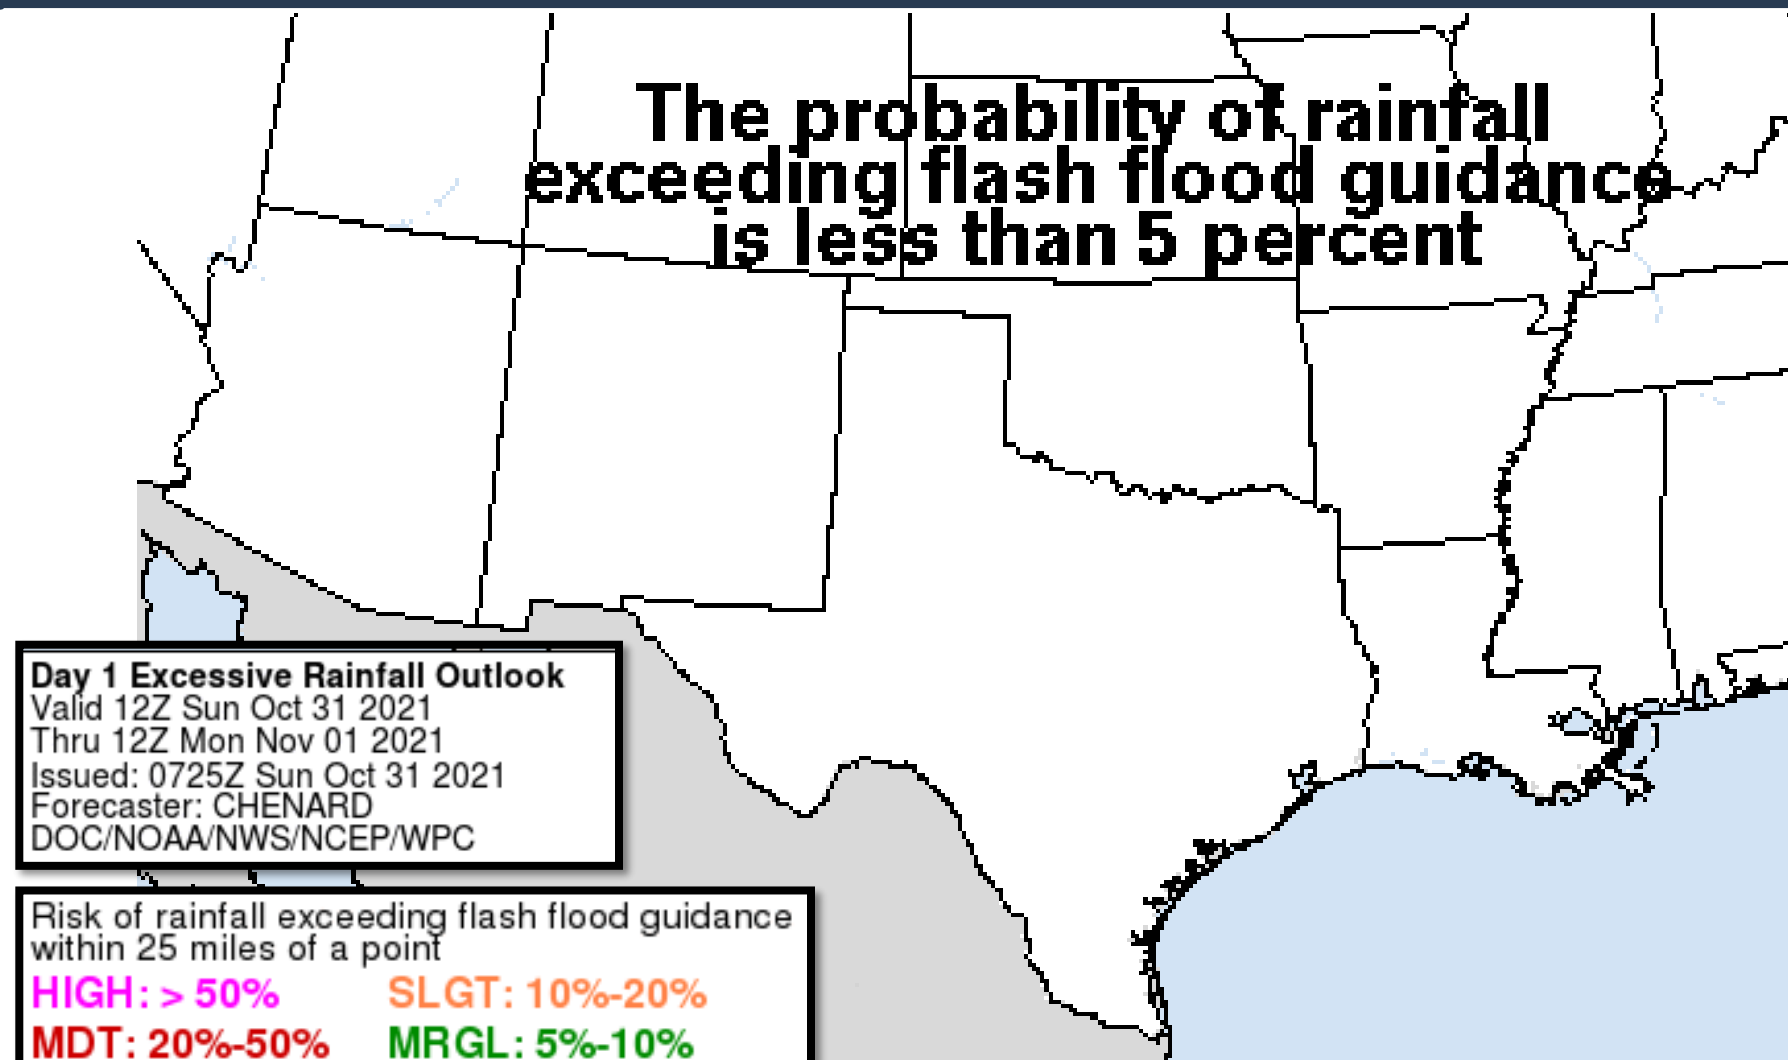 The probability of rainfall
exceeding flash flood guidance
is less than 5 percent
Day 1 Excessive Rainfall Outlook
Valid 12Z Sun Oct 31 2021
Thru 12Z Mon Nov 01 2021
Issued: 0725Z Sun Oct 31 2021
Forecaster: CHENARD
DOC/NOAA/NWS/NCEP/WPC
Risk of rainfall exceeding flash flood guidance
within 25 miles of a point
HIGH: > 50% SLGT: 10%-20%
MDT: 20%-50% MRGL: 5%-10%